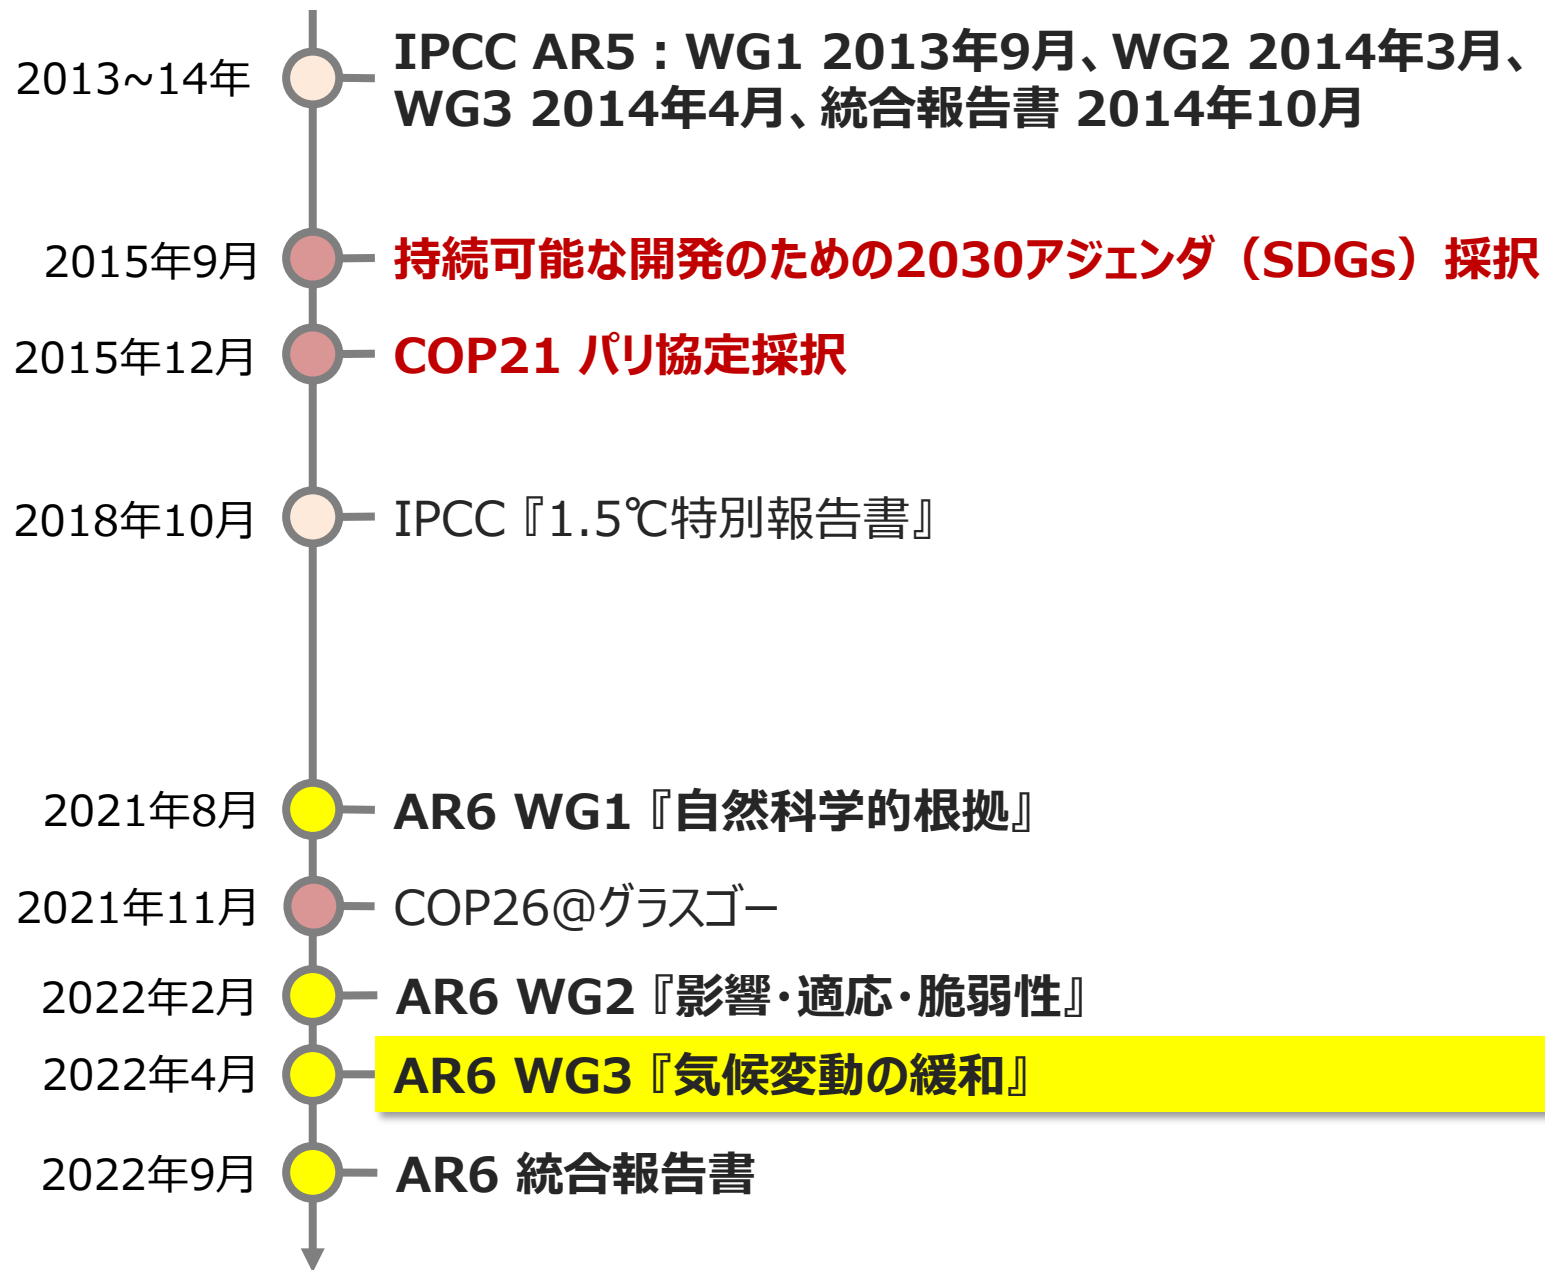 2013~14年
IPCC AR5：WG1 2013年9月、WG2 2014年3月、
WG3 2014年4月、統合報告書 2014年10月
2015年9月 持続可能な開発のための2030アジェンダ（SDGs）採択
2015年12月 COP21 パリ協定採択
2018年10月 IPCC『1.5℃特別報告書』
2021年8月 AR6 WG1『自然科学的根拠』
2021年11月 COP26@グラスゴー
2022年2月 AR6 WG2『影響・適応・脆弱性』
2022年4月 AR6 WG3『気候変動の緩和』
2022年9月 AR6 統合報告書